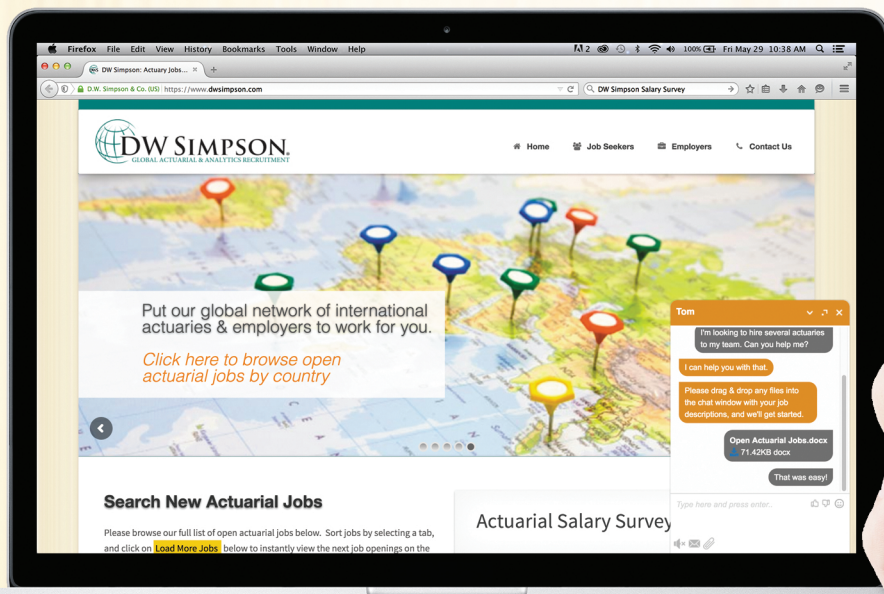 Firefox File Edit View History Bookmarks Tools Window Help
2 100% Fri May 29 10:38 AM
DW Simpson: Actuary Jobs... × +
D.W. Simpson & Co. (US) https://www.dwsimpson.com
DW Simpson Salary Survey
DW SIMPSON.
GLOBAL ACTUARIAL & ANALYTICS RECRUITMENT
Home Job Seekers Employers Contact Us
Put our global network of international
actuaries & employers to work for you.
Click here to browse open
actuarial jobs by country
Tom
I'm looking to hire several actuaries
to my team. Can you help me?
I can help you with that.
Please drag & drop any files into
the chat window with your job
descriptions, and we'll get started.
Open Actuarial Jobs.docx
71.42KB docx
That was easy!
Type here and press enter..
Search New Actuarial Jobs
Please browse our full list of open actuarial jobs below. Sort jobs by selecting a tab,
and click on Load More Jobs below to instantly view the next job openings on the
Actuarial Salary Survey